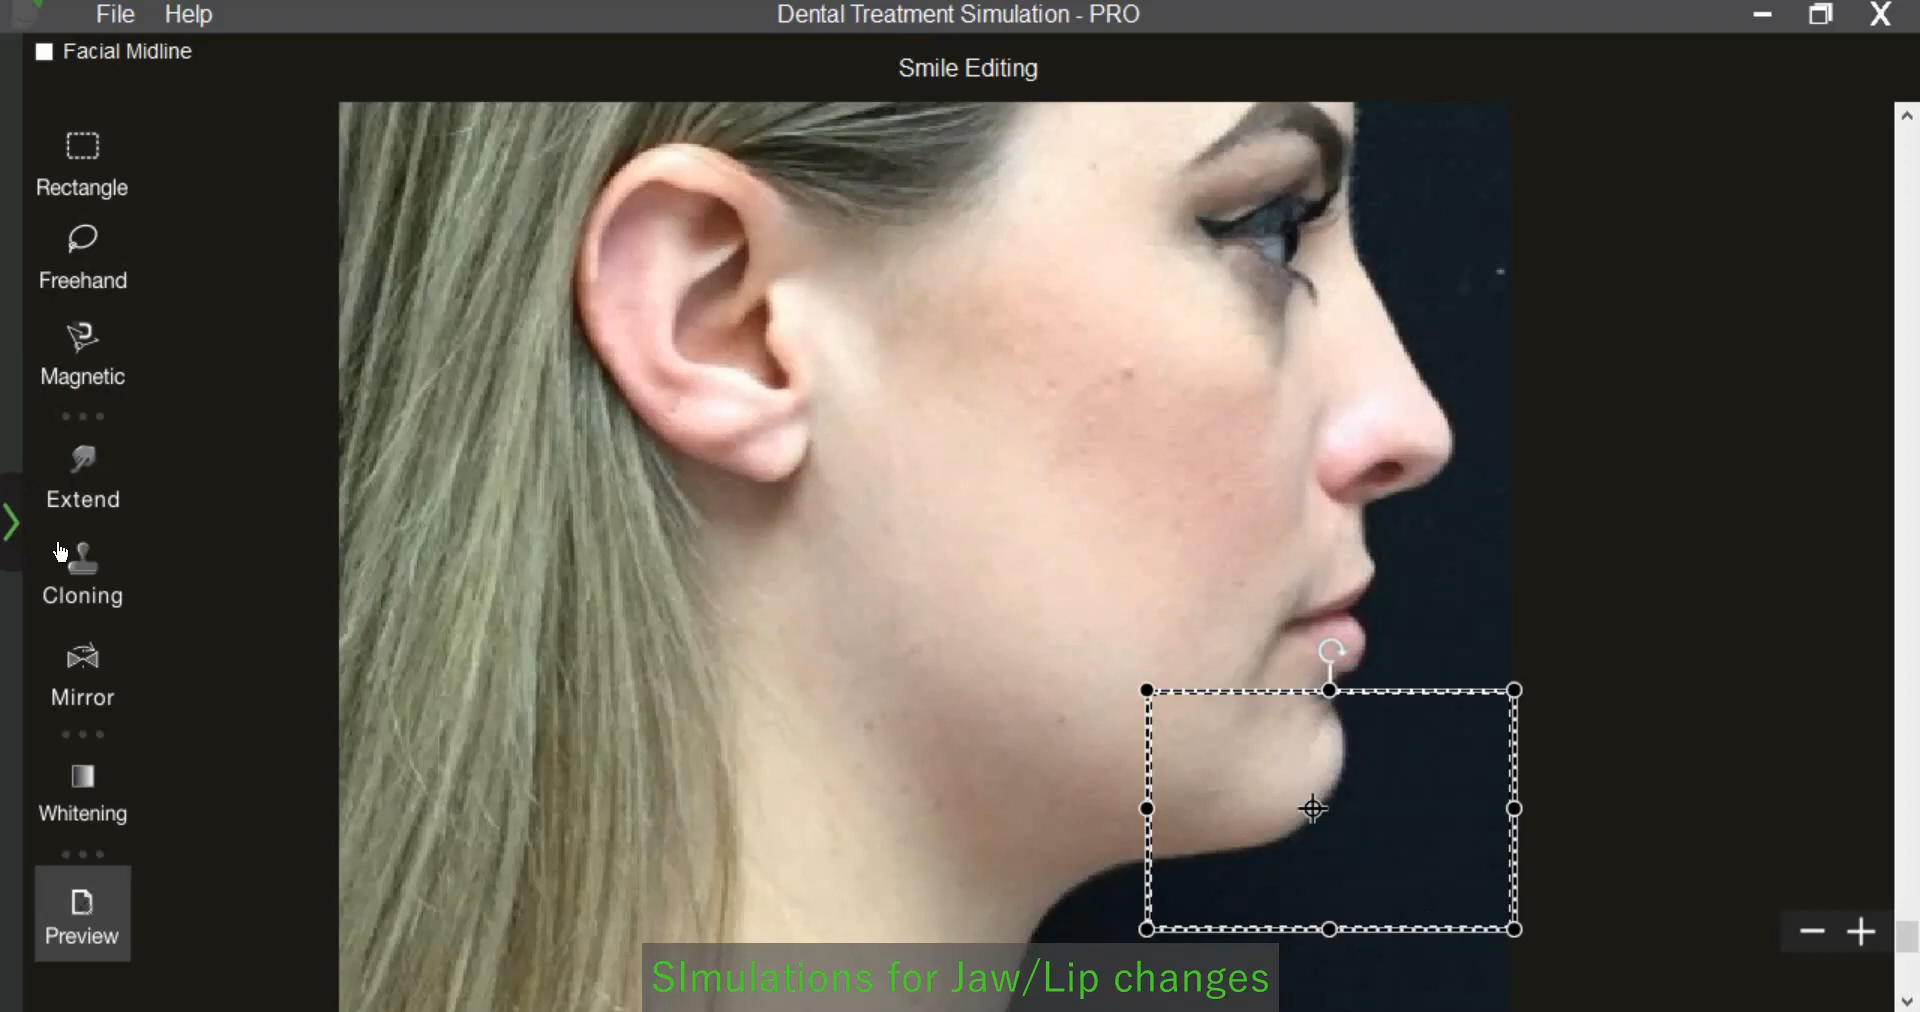 File Help
Dental Treatment Simulation - PRO
Facial Midline
Smile Editing
Rectangle
Freehand
Magnetic
Extend
Cloning
Mirror
Whitening
Preview
SImulations for Jaw/Lip changes